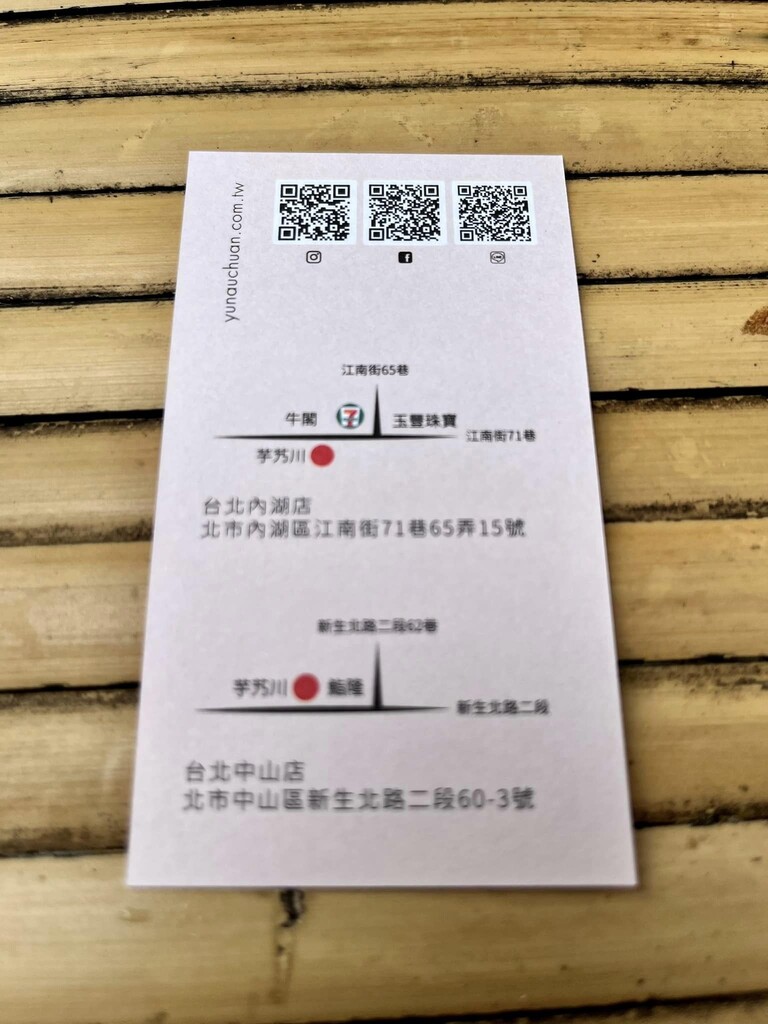 yunauchuan.com.tw
江南街65巷
牛閣
7
玉豐珠寶
江南街71巷
芋艿川
台北內湖店
北市內湖區江南街71巷65弄15號
新生北路二段62巷
芋艿川
新生北路二段
台北中山店
北市中山區新生北路二段60-3號